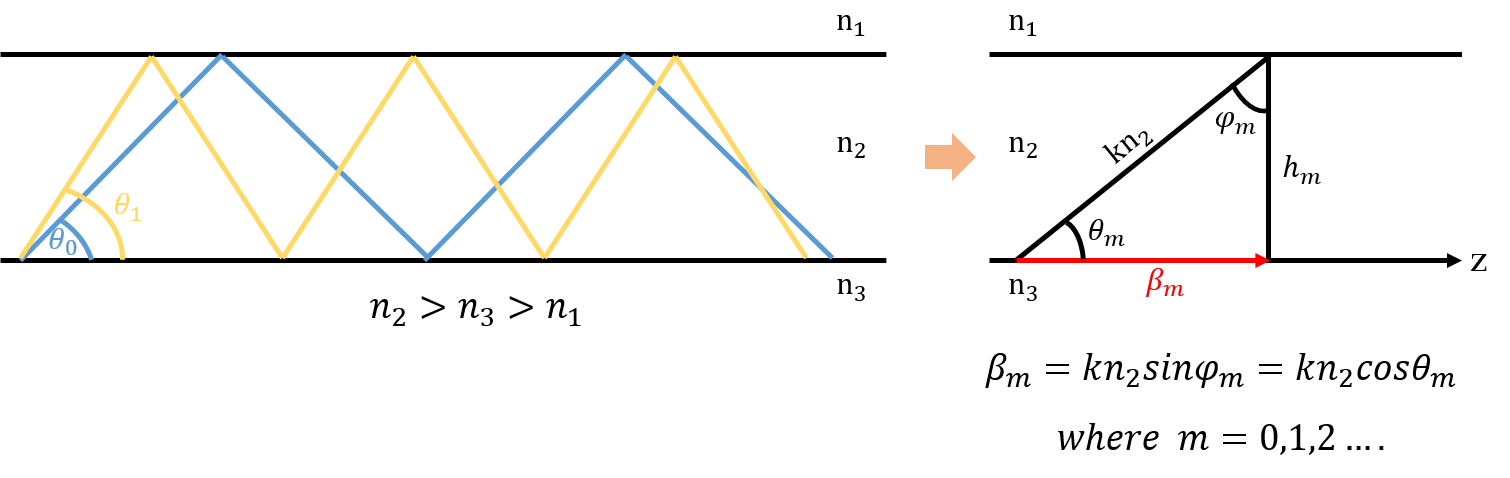 n₁
n₂
θ₁
θ₀
n₃
n₂ > n₃ > n₁
n₁
φₘ
kn₂
n₂
hₘ
θₘ
z
n₃
βₘ
βₘ = kn₂sinφₘ = kn₂cosθₘ
where m = 0,1,2 … .